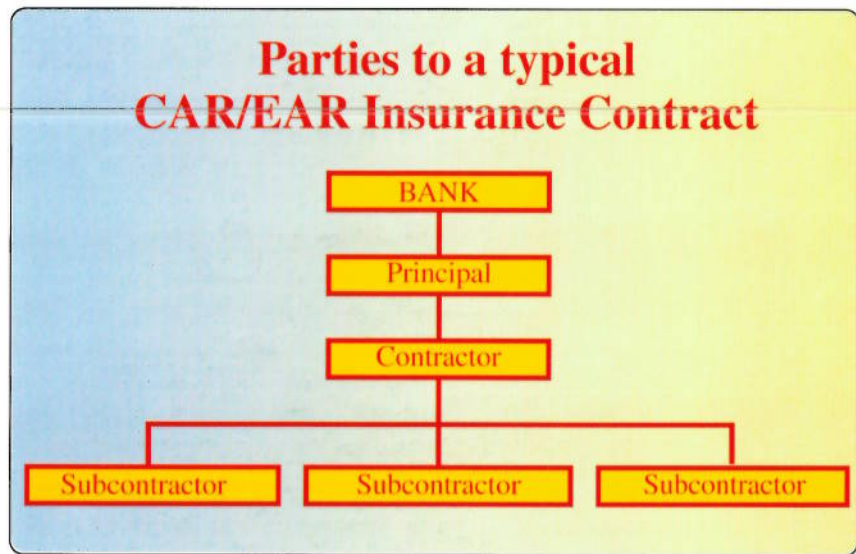 Parties to a typical
CAR/EAR Insurance Contract
BANK
Principal
Contractor
Subcontractor Subcontractor Subcontractor